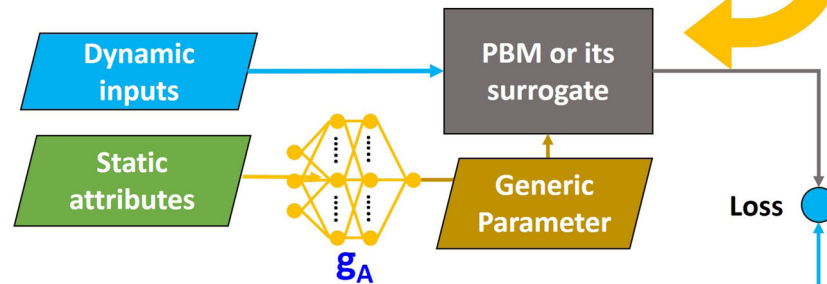 Dynamic
inputs
PBM or its
surrogate
Static
attributes
Generic
Parameter
gA
Loss